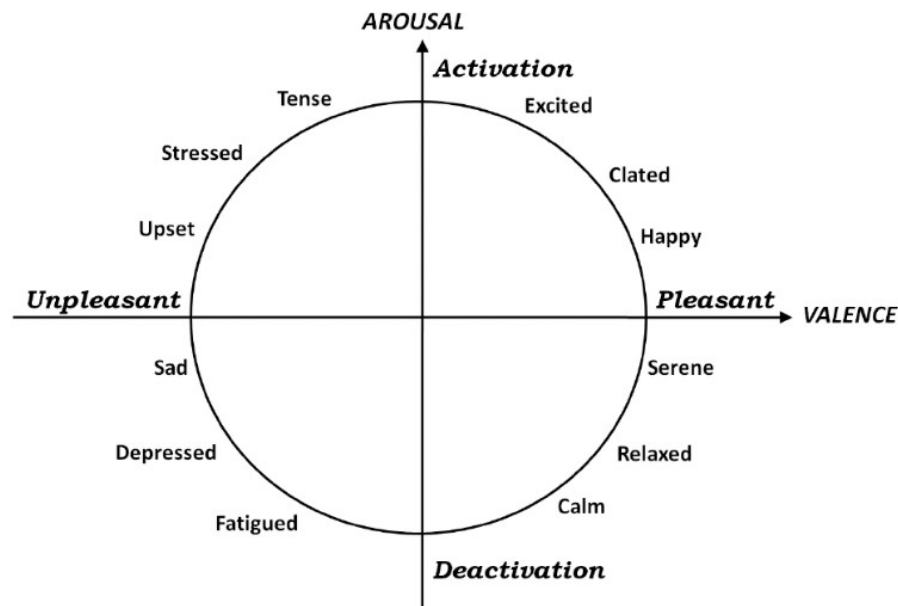 AROUSAL
Activation
Tense
Excited
Stressed
Clated
Upset
Happy
Unpleasant
Pleasant
VALENCE
Sad
Serene
Depressed
Relaxed
Calm
Fatigued
Deactivation